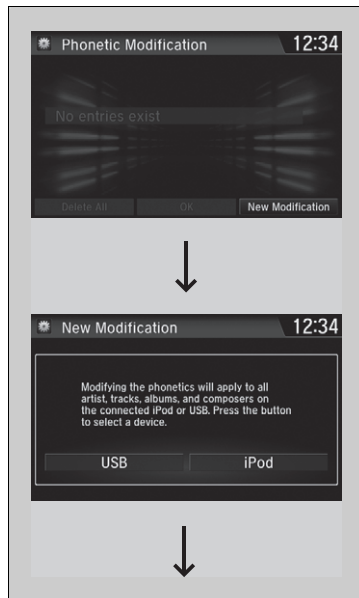 Phonetic Modification 12:34
No entries exist
Delete All OK New Modification
New Modification 12:34
Modifying the phonetics will apply to all
artist, tracks, albums, and composers on
the connected iPod or USB. Press the button
to select a device.
USB iPod